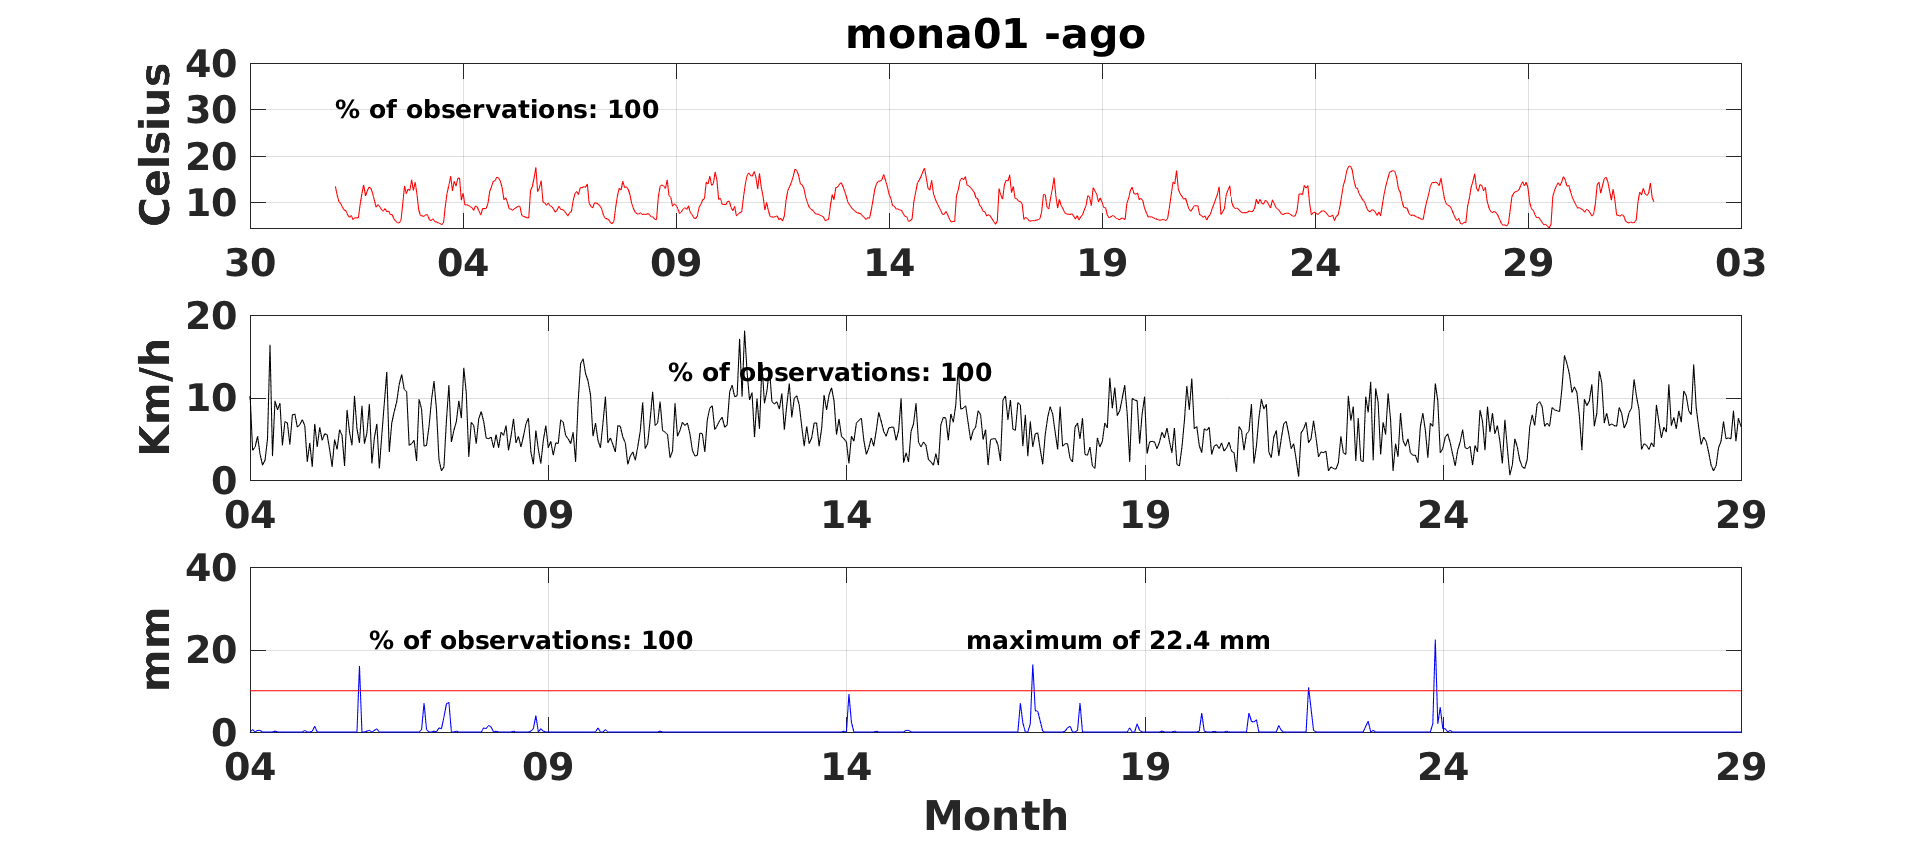 mona01 -ago
40
30
20
10
Celsius
% of observations: 100
30 04 09 14 19 24 29 03
20
10
0
Km/h
% of observations: 100
04 09 14 19 24 29
40
20
0
mm
% of observations: 100 maximum of 22.4 mm
04 09 14 19 24 29
Month